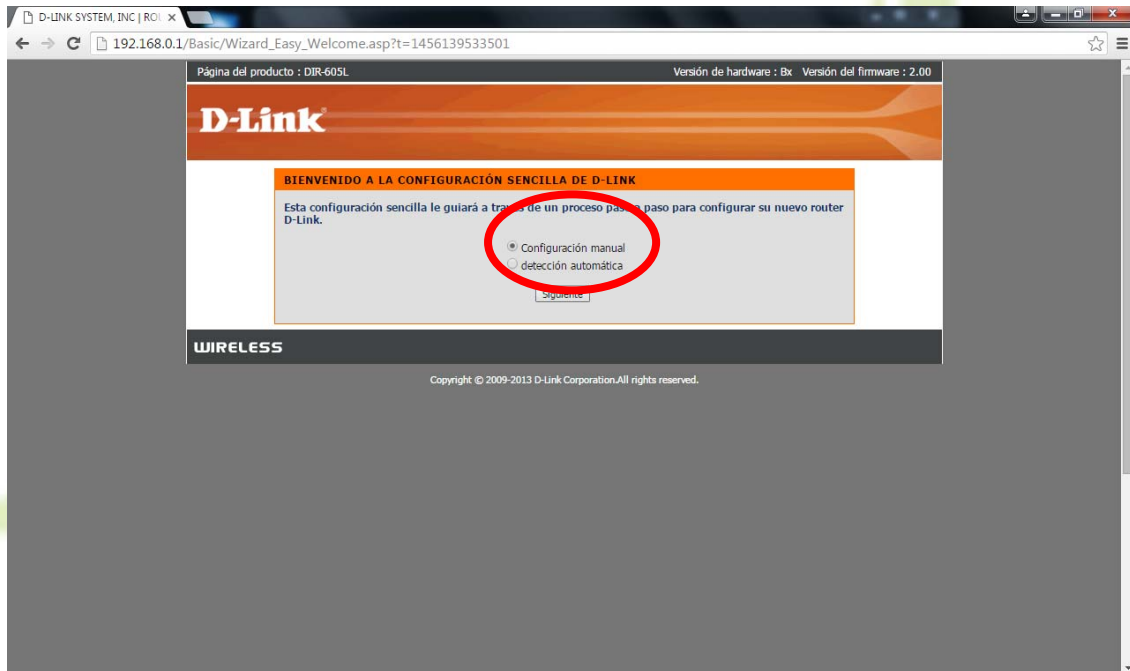 D-LINK SYSTEM, INC | ROU
192.168.0.1/Basic/Wizard_Easy_Welcome.asp?t=1456139533501
Página del producto : DIR-605L Versión de hardware : Bx Versión del firmware : 2.00
D-Link
BIENVENIDO A LA CONFIGURACIÓN SENCILLA DE D-LINK
Esta configuración sencilla le guiará a través de un proceso paso a paso para configurar su nuevo router
D-Link.
Configuración manual
detección automática
Siguiente
WIRELESS
Copyright © 2009-2013 D-Link Corporation.All rights reserved.